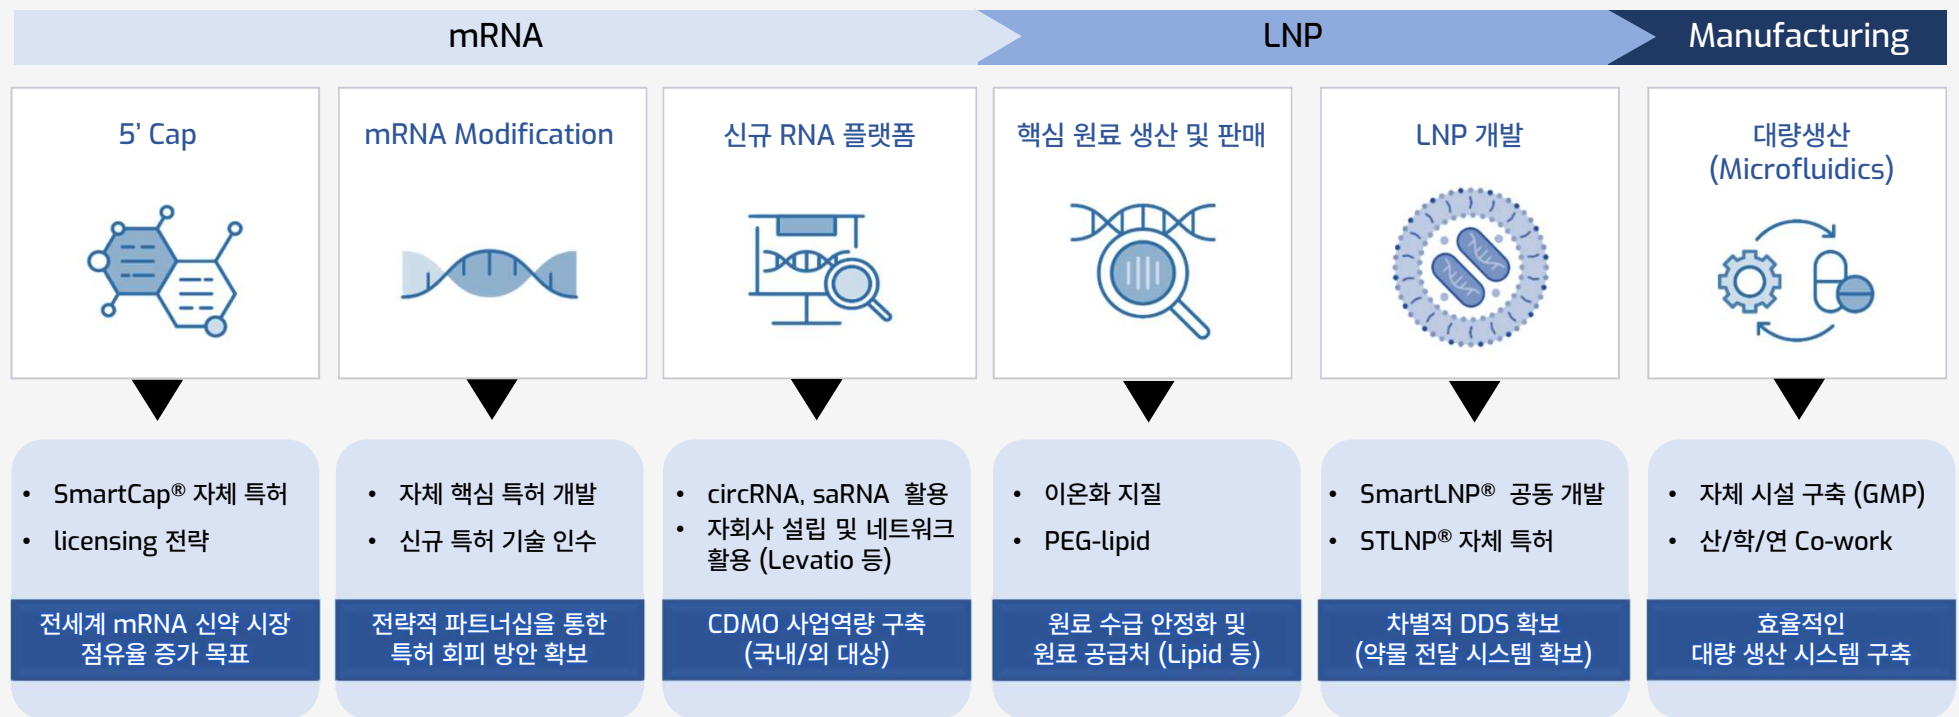 mRNA
LNP
Manufacturing
5' Cap
mRNA Modification
신규 RNA 플랫폼
핵심 원료 생산 및 판매
LNP 개발
대량생산
(Microfluidics)
• SmartCap® 자체 특허
• licensing 전략
전세계 mRNA 신약 시장
점유율 증가 목표
• 자체 핵심 특허 개발
• 신규 특허 기술 인수
전략적 파트너십을 통한
특허 회피 방안 확보
• circRNA, saRNA 활용
• 자회사 설립 및 네트워크
활용 (Levatio 등)
CDMO 사업역량 구축
(국내/외 대상)
• 이온화 지질
• PEG-lipid
원료 수급 안정화 및
원료 공급처 (Lipid 등)
• SmartLNP® 공동 개발
• STLNP® 자체 특허
차별적 DDS 확보
(약물 전달 시스템 확보)
• 자체 시설 구축 (GMP)
• 산/학/연 Co-work
효율적인
대량 생산 시스템 구축